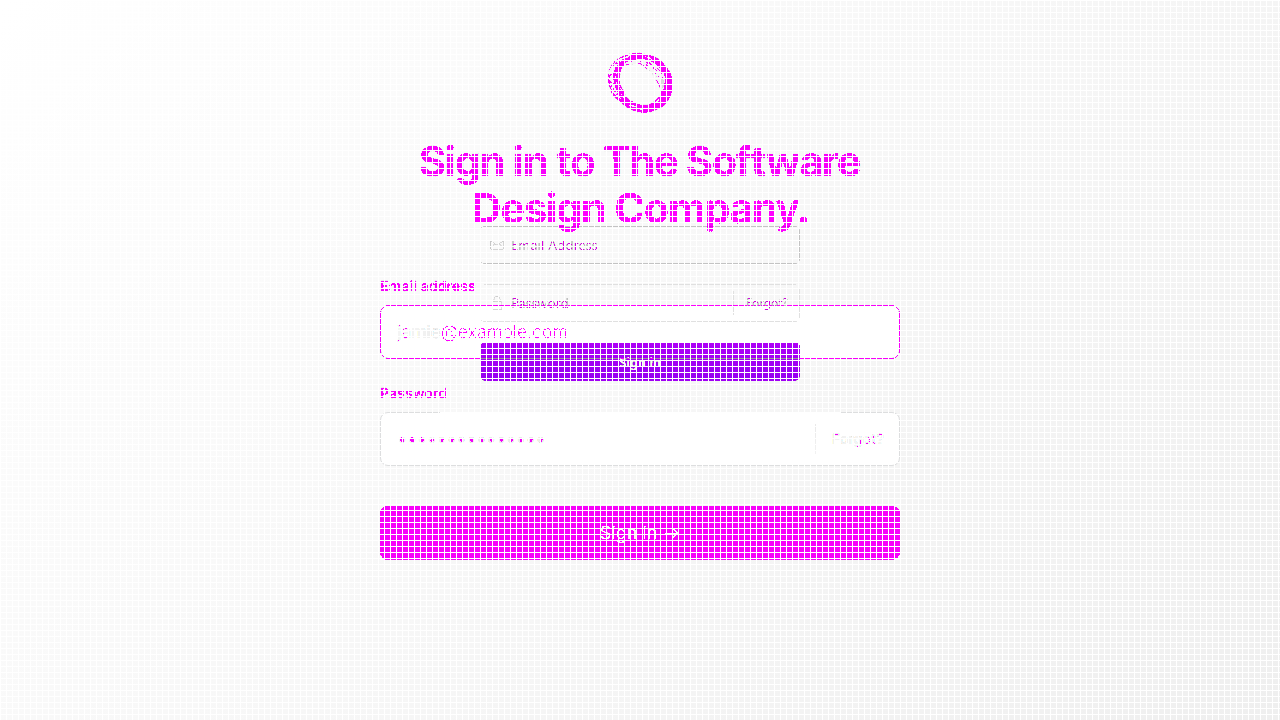 Sign in to The Software
Design Company.
Email Address
Email address
Password Forgot?
jamie@example.com
Sign in
Password
Forgot?
Sign in →